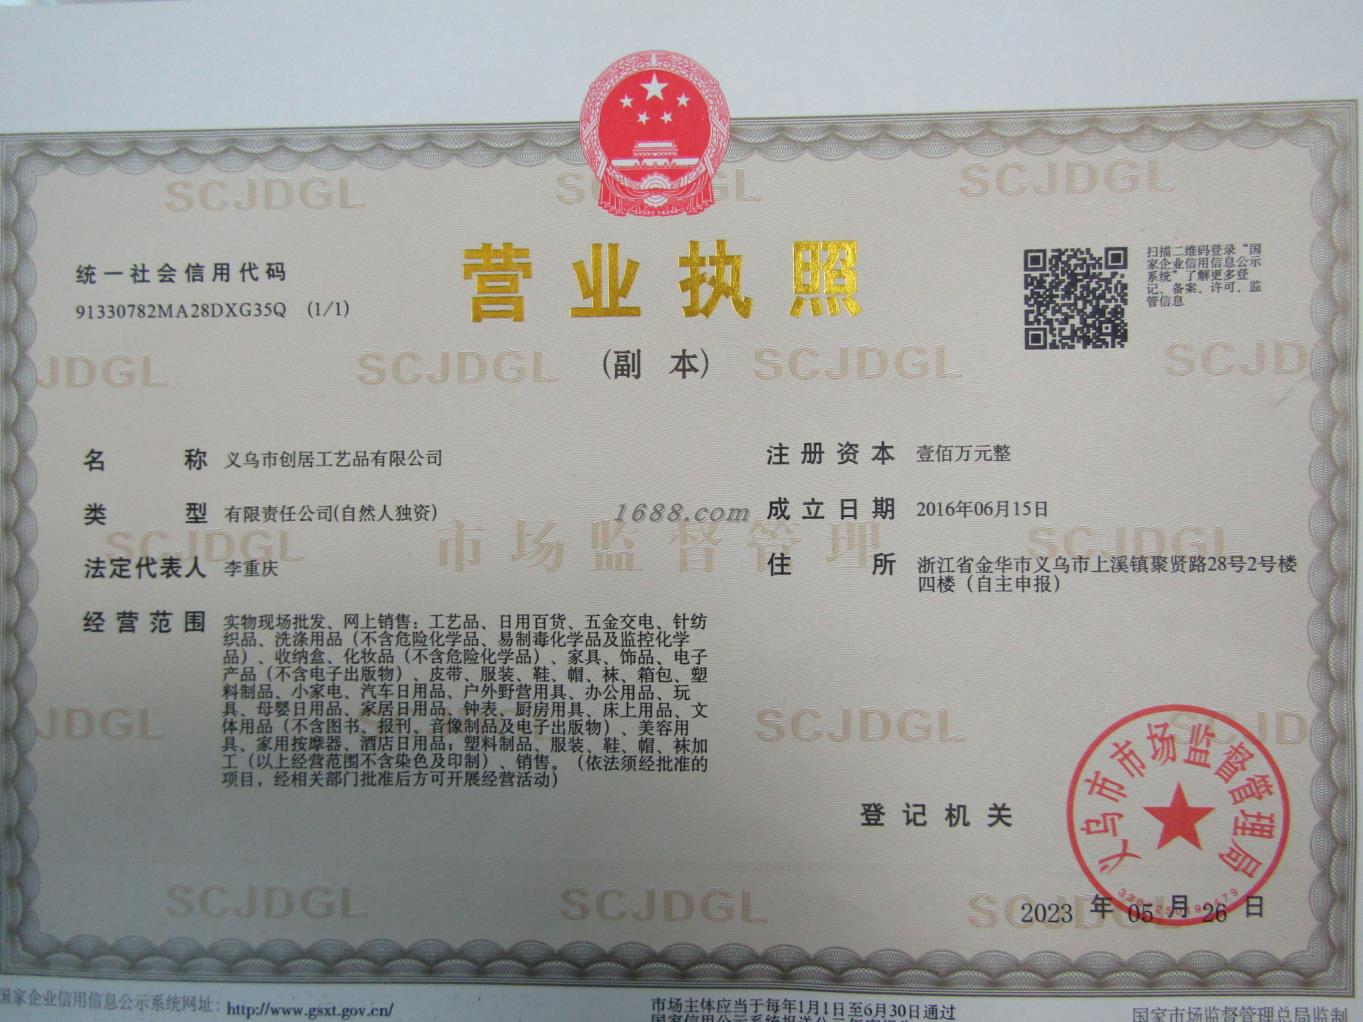 SCJDGL
SCJDGL
营业执照
(副 本)
统一社会信用代码
91330782MA28DXG35Q (1/1)
扫描二维码登录“国
家企业信用信息公示
系统”了解更多登
记、备案、许可、监
管信息
JDGL
SCJDGL
SCJDGL
SCJD
名称 义乌市创居工艺品有限公司
类型 有限责任公司(自然人独资)
法定代表人 李重庆
经营范围 实物现场批发、网上销售：工艺品、日用百货、五金交电、针纺
织品、洗涤用品（不含危险化学品、易制毒化学品及监控化学
品）、收纳盒、化妆品（不含危险化学品）、家具、饰品、电子
产品（不含电子出版物）、皮带、服装、鞋、帽、袜、箱包、塑
料制品、小家电、汽车日用品、户外野营用具、办公用品、玩
具、母婴日用品、家居日用品、钟表、厨房用具、床上用品、文
体用品（不含图书、报刊、音像制品及电子出版物）、美容用
具、家用按摩器、酒店日用品；塑料制品、服装、鞋、帽、袜加
工（以上经营范围不含染色及印制）、销售。（依法须经批准的
项目，经相关部门批准后方可开展经营活动）
注册资本 壹佰万元整
成立日期 2016年06月15日
住所 浙江省金华市义乌市上溪镇聚贤路28号2号楼
四楼（自主申报）
1688.com
SCJDGL
市场监督管理
SCJDGL
JDGL
SCJDGL
SCJDGL
登记机关
义乌市市场监督管理局
2023 年 05 月 26 日
SCJDGL
SCJDGL
国家企业信用信息公示系统网址：http://www.gsxt.gov.cn/
市场主体应当于每年1月1日至6月30日通过
国家市场监督管理总局监制